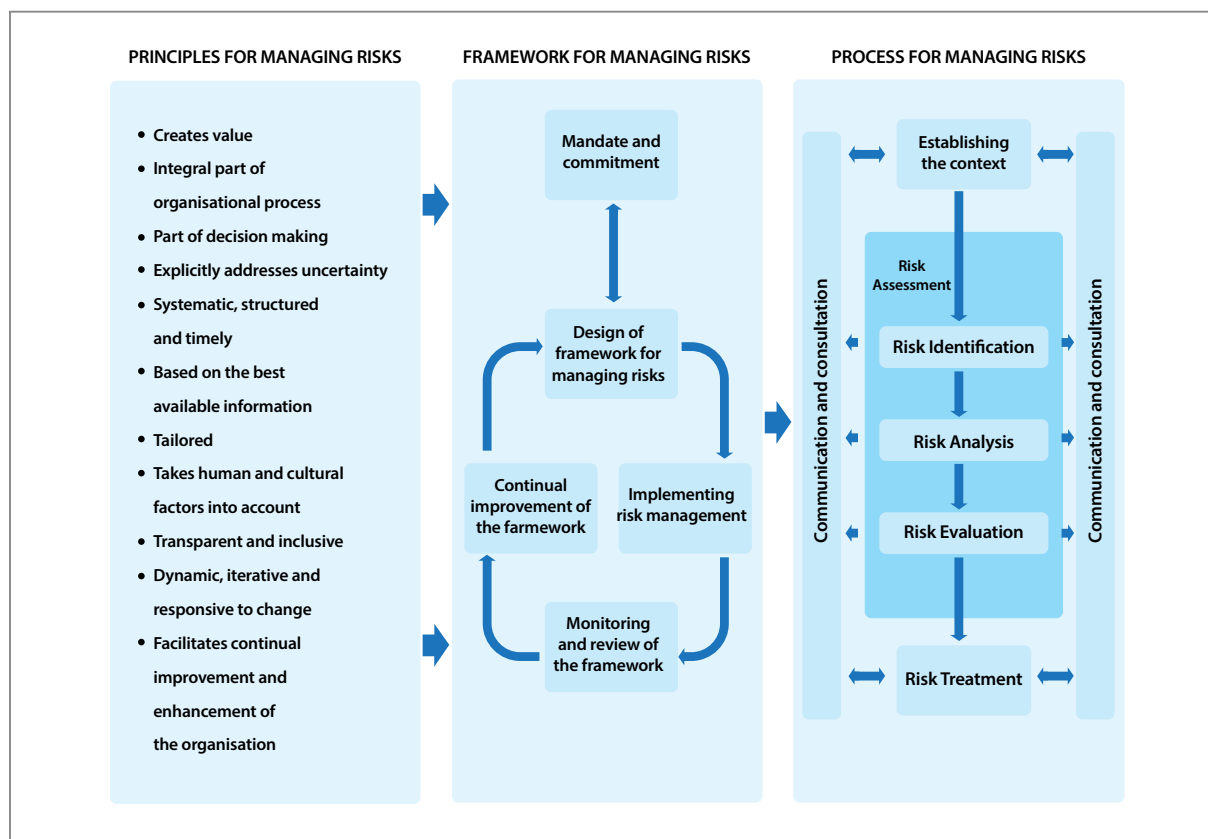 PRINCIPLES FOR MANAGING RISKS
• Creates value
• Integral part of
organisational process
• Part of decision making
• Explicitly addresses uncertainty
• Systematic, structured
and timely
• Based on the best
available information
• Tailored
• Takes human and cultural
factors into account
• Transparent and inclusive
• Dynamic, iterative and
responsive to change
• Facilitates continual
improvement and
enhancement of
the organisation
FRAMEWORK FOR MANAGING RISKS
Mandate and
commitment
Design of
framework for
managing risks
Continual
improvement of
the farmework
Implementing
risk management
Monitoring
and review of
the framework
PROCESS FOR MANAGING RISKS
Communication and consultation
Establishing
the context
Risk
Assessment
Risk Identification
Risk Analysis
Risk Evaluation
Risk Treatment
Communication and consultation